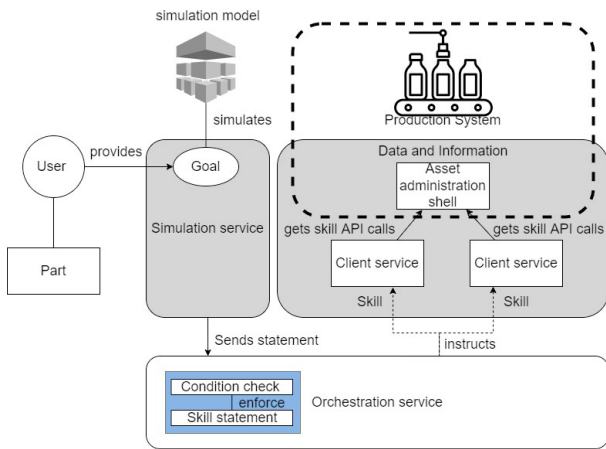 simulation model
simulates
Production System
User
provides
Goal
Data and Information
Asset
administration
shell
Simulation service
gets skill API calls
gets skill API calls
Part
Client service
Client service
Skill
Skill
Sends statement
instructs
Condition check
enforce
Orchestration service
Skill statement